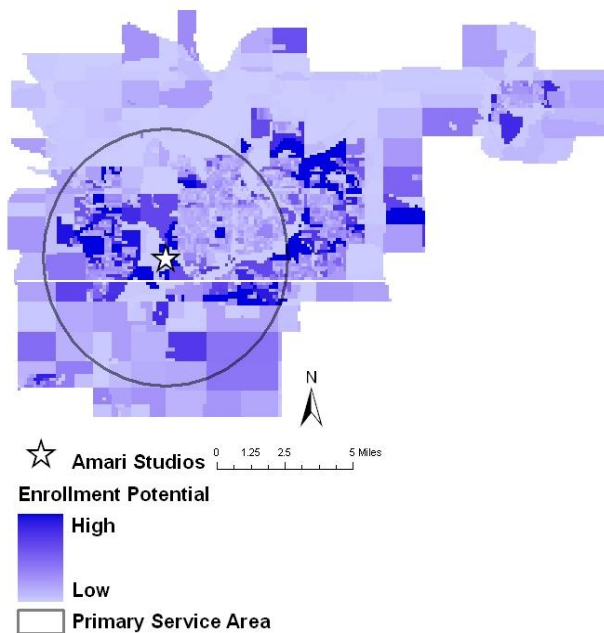 N
Amari Studios
0 1.25 2.5 5 Miles
Enrollment Potential
High
Low
Primary Service Area